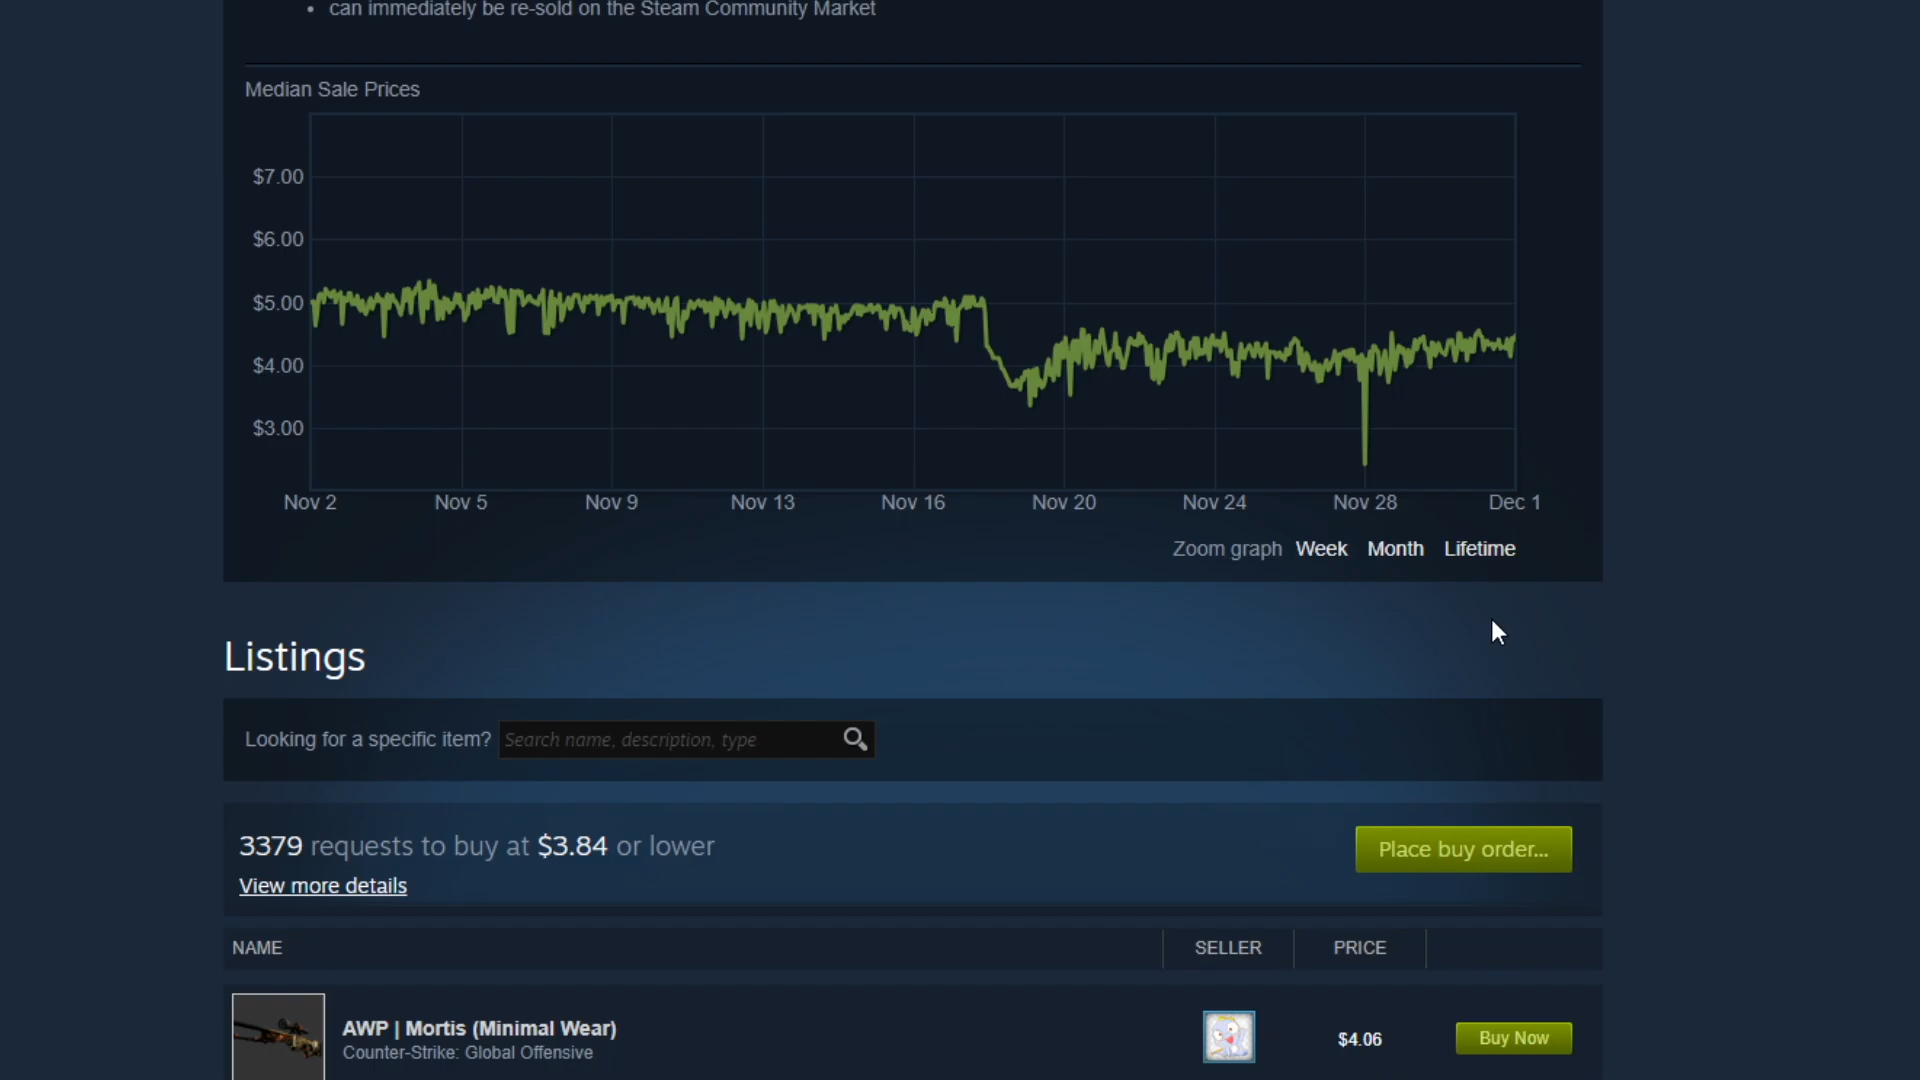 can immediately be re-sold on the Steam Community Market
Median Sale Prices
$7.00
$6.00
$5.00
$4.00
$3.00
Nov 2 Nov 5 Nov 9 Nov 13 Nov 16 Nov 20 Nov 24 Nov 28 Dec 1
Zoom graph Week Month Lifetime
Listings
Looking for a specific item? Search name, description, type
3379 requests to buy at $3.84 or lower
Place buy order...
View more details
NAME SELLER PRICE
AWP | Mortis (Minimal Wear)
Counter-Strike: Global Offensive
$4.06
Buy Now